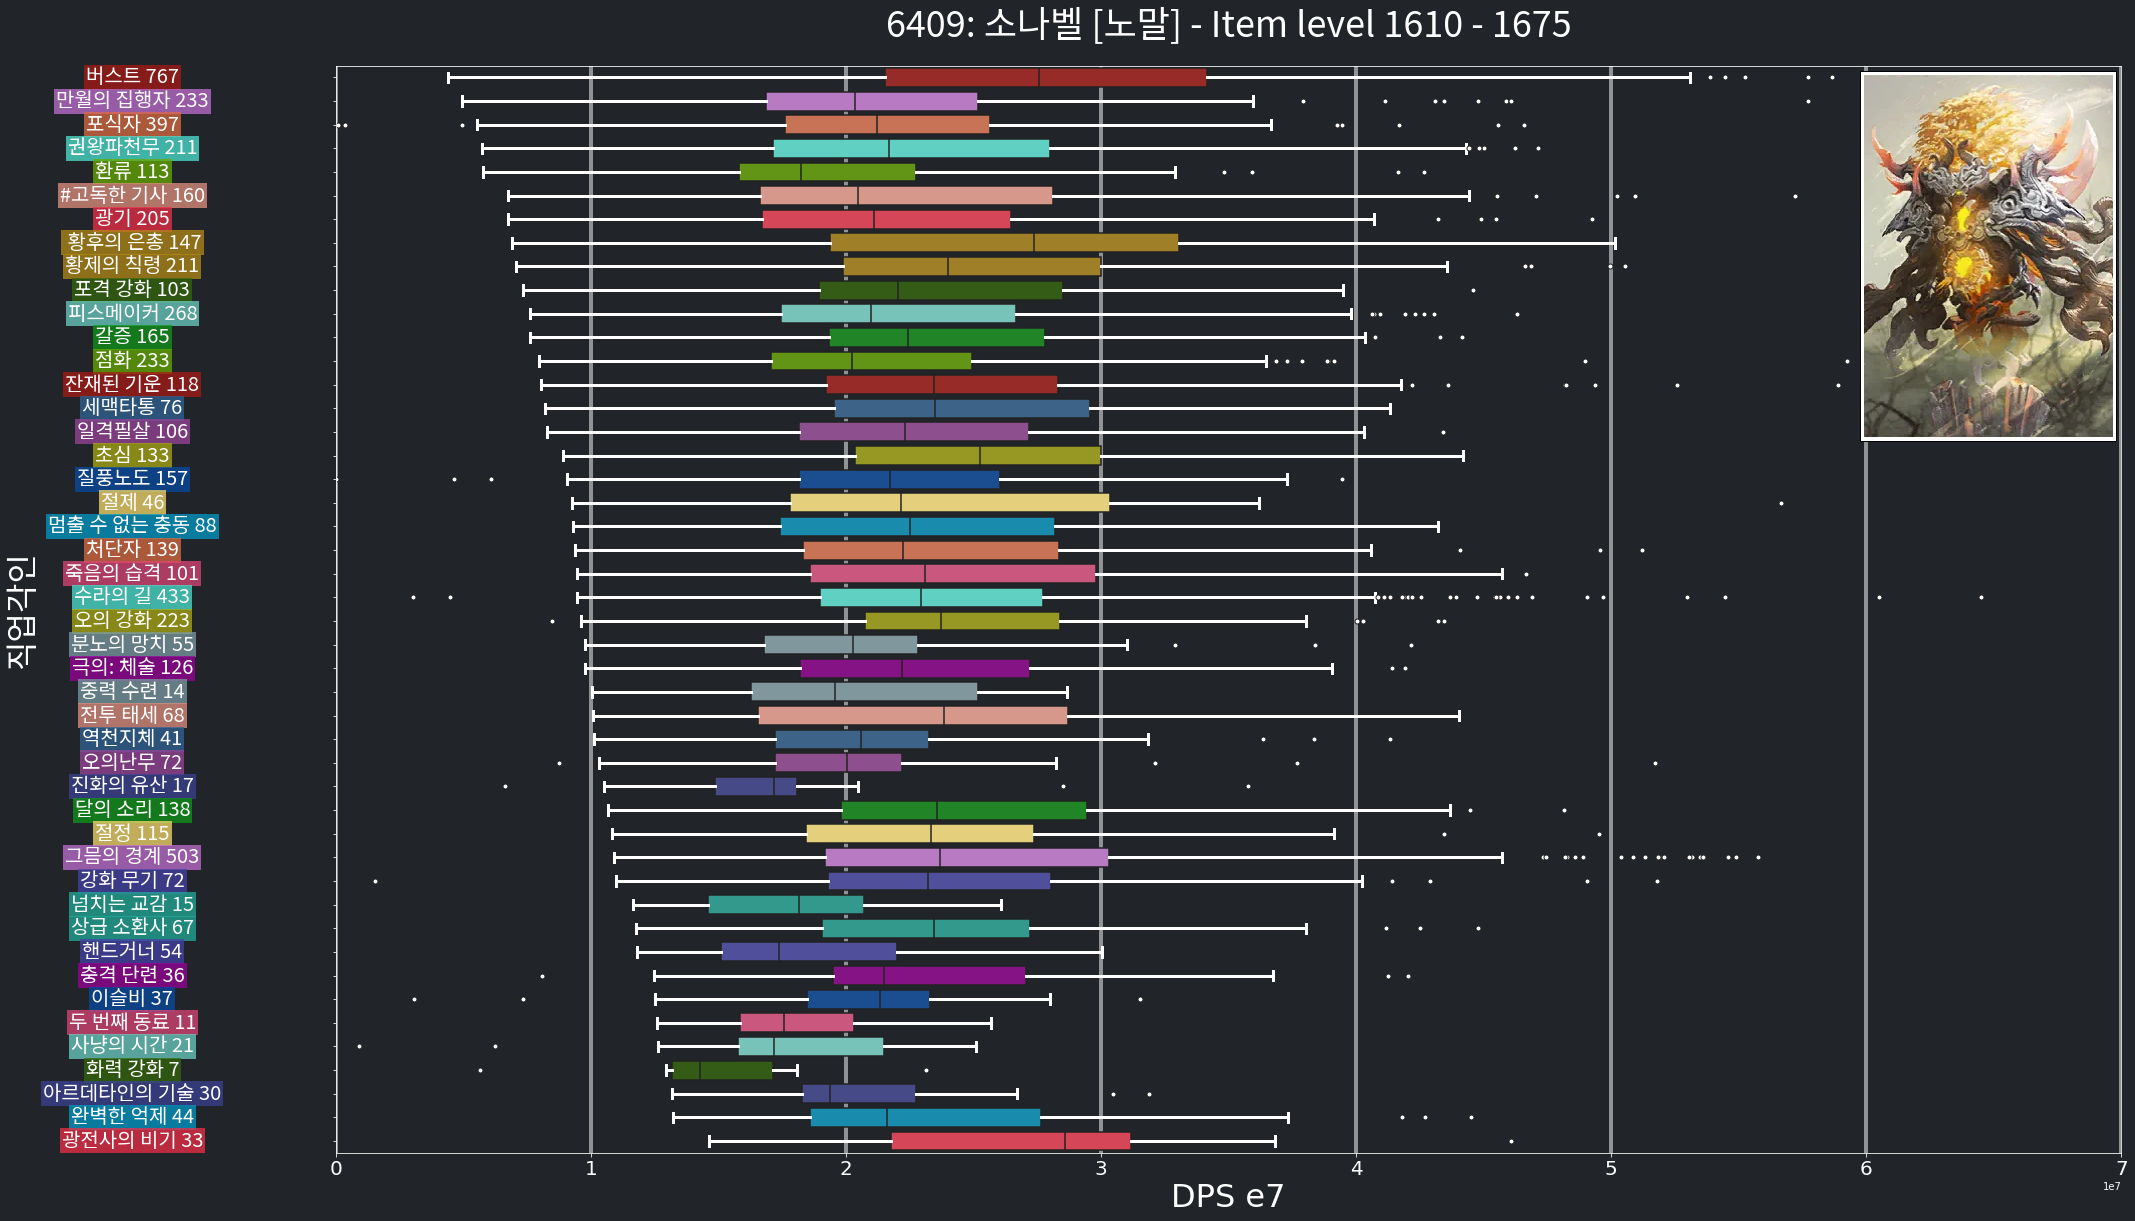 6409: 소나벨 [노말] - Item level 1610 - 1675
버스트 767
만월의 집행자 233
포식자 397
권왕파천무 211
환류 113
#고독한 기사 160
광기 205
황후의 은총 147
황제의 칙령 211
포격 강화 103
피스메이커 268
갈증 165
점화 233
잔재된 기운 118
세맥타통 76
일격필살 106
초심 133
질풍노도 157
절제 46
멈출 수 없는 충동 88
처단자 139
죽음의 습격 101
수라의 길 433
오의 강화 223
분노의 망치 55
극의: 체술 126
중력 수련 14
전투 태세 68
역천지체 41
오의난무 72
진화의 유산 17
달의 소리 138
절정 115
그믐의 경계 503
강화 무기 72
넘치는 교감 15
상급 소환사 67
핸드거너 54
충격 단련 36
이슬비 37
두 번째 동료 11
사냥의 시간 21
화력 강화 7
아르데타인의 기술 30
완벽한 억제 44
광전사의 비기 33
직업각인
0 1 2 3 4 5 6 7
1e7
DPS e7